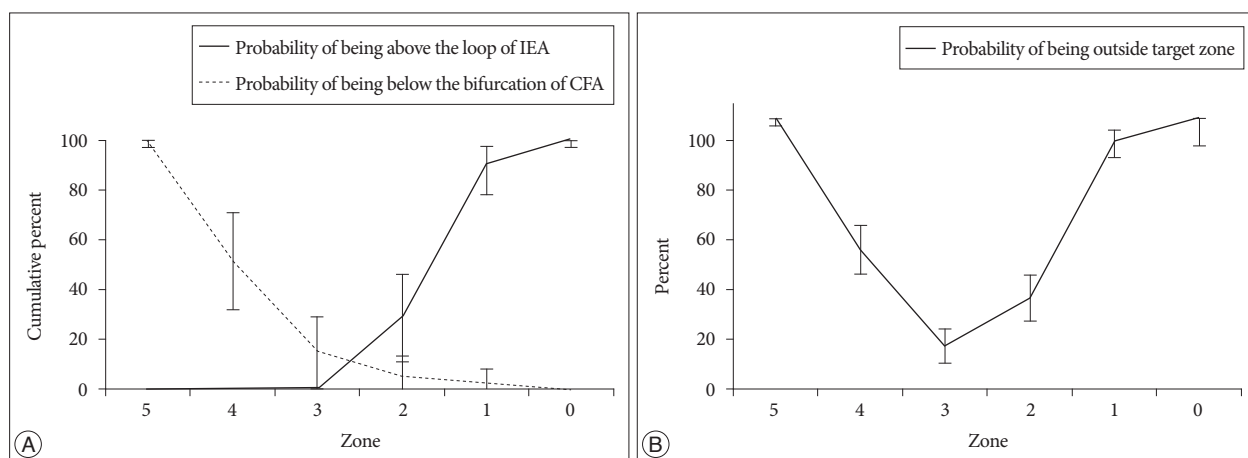 Probability of being above the loop of IEA
Probability of being below the bifurcation of CFA
100
80
60
40
20
0
Cumulative percent
5 4 3 2 1 0
Zone
A
Probability of being outside target zone
100
80
60
40
20
0
Percent
5 4 3 2 1 0
Zone
B